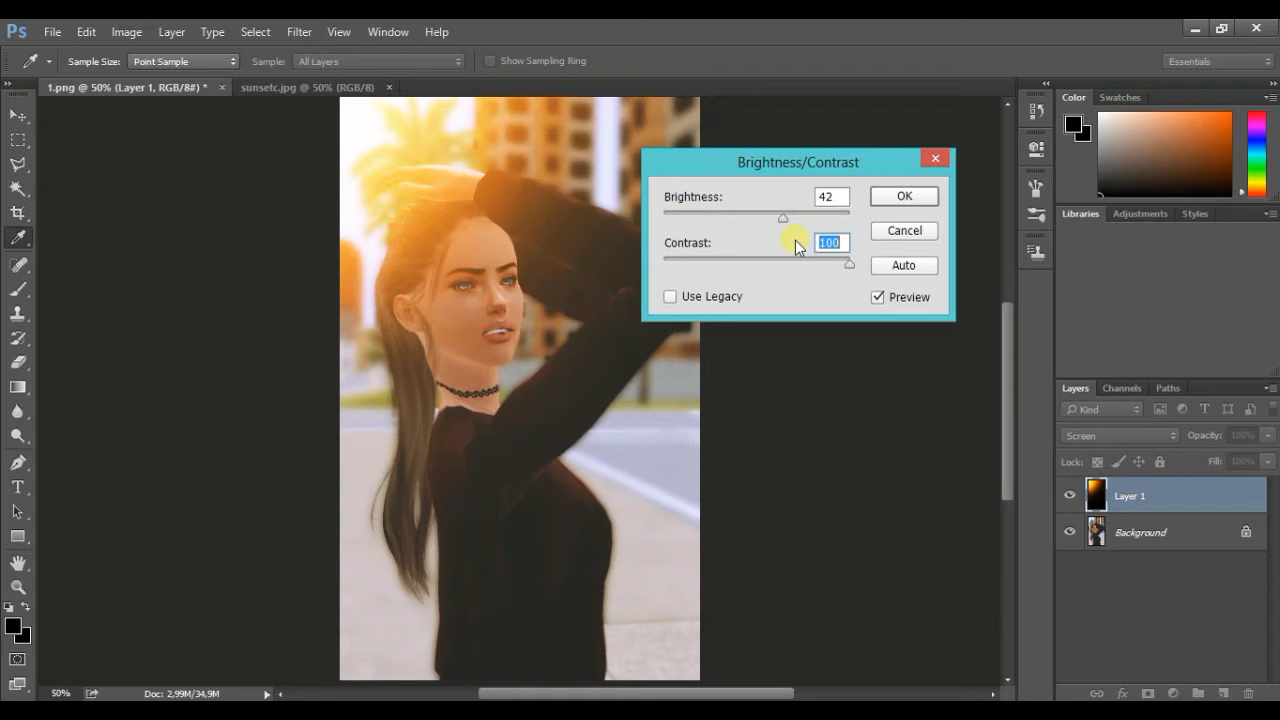 Ps File Edit Image Layer Type Select Filter View Window Help
Sample Size: Point Sample Sample: All Layers Show Sampling Ring Essentials
1.png @ 50% (Layer 1, RGB/8#) * × sunsetc.jpg @ 50% (RGB/8) ×
Color Swatches
Brightness/Contrast
Brightness: 42 OK
Contrast: 100 Cancel
Auto
Use Legacy Preview
Libraries Adjustments Styles
Layers Channels Paths
Kind
Screen Opacity: 100%
Lock: Fill: 100%
Layer 1
Background
50% Doc: 2,99M/34,9M